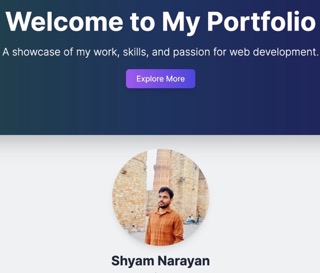 Welcome to My Portfolio
A showcase of my work, skills, and passion for web development.
Explore More
Shyam Narayan